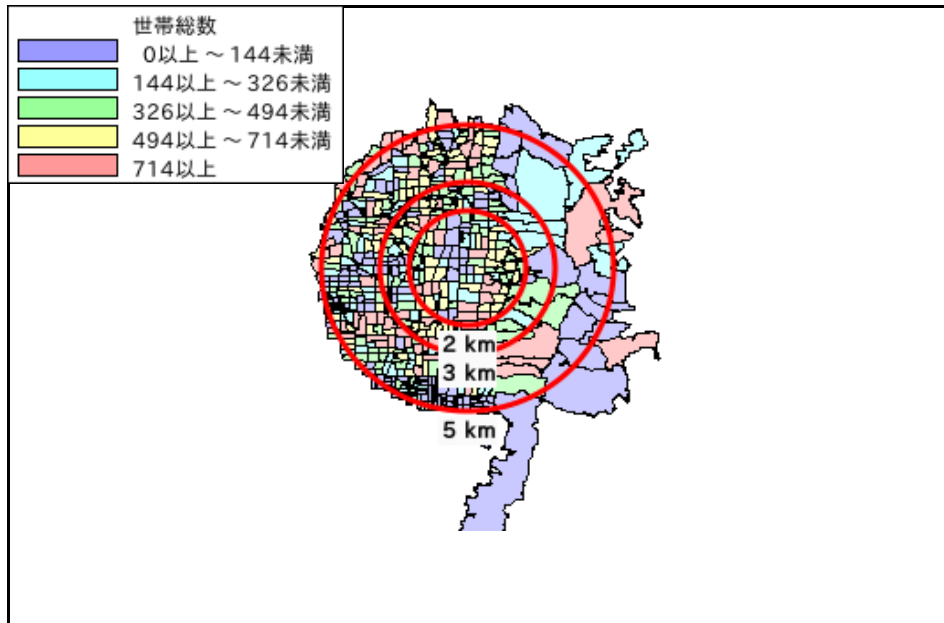 世帯総数
0以上 ～ 144未満
144以上 ～ 326未満
326以上 ～ 494未満
494以上 ～ 714未満
714以上
2 km
3 km
5 km